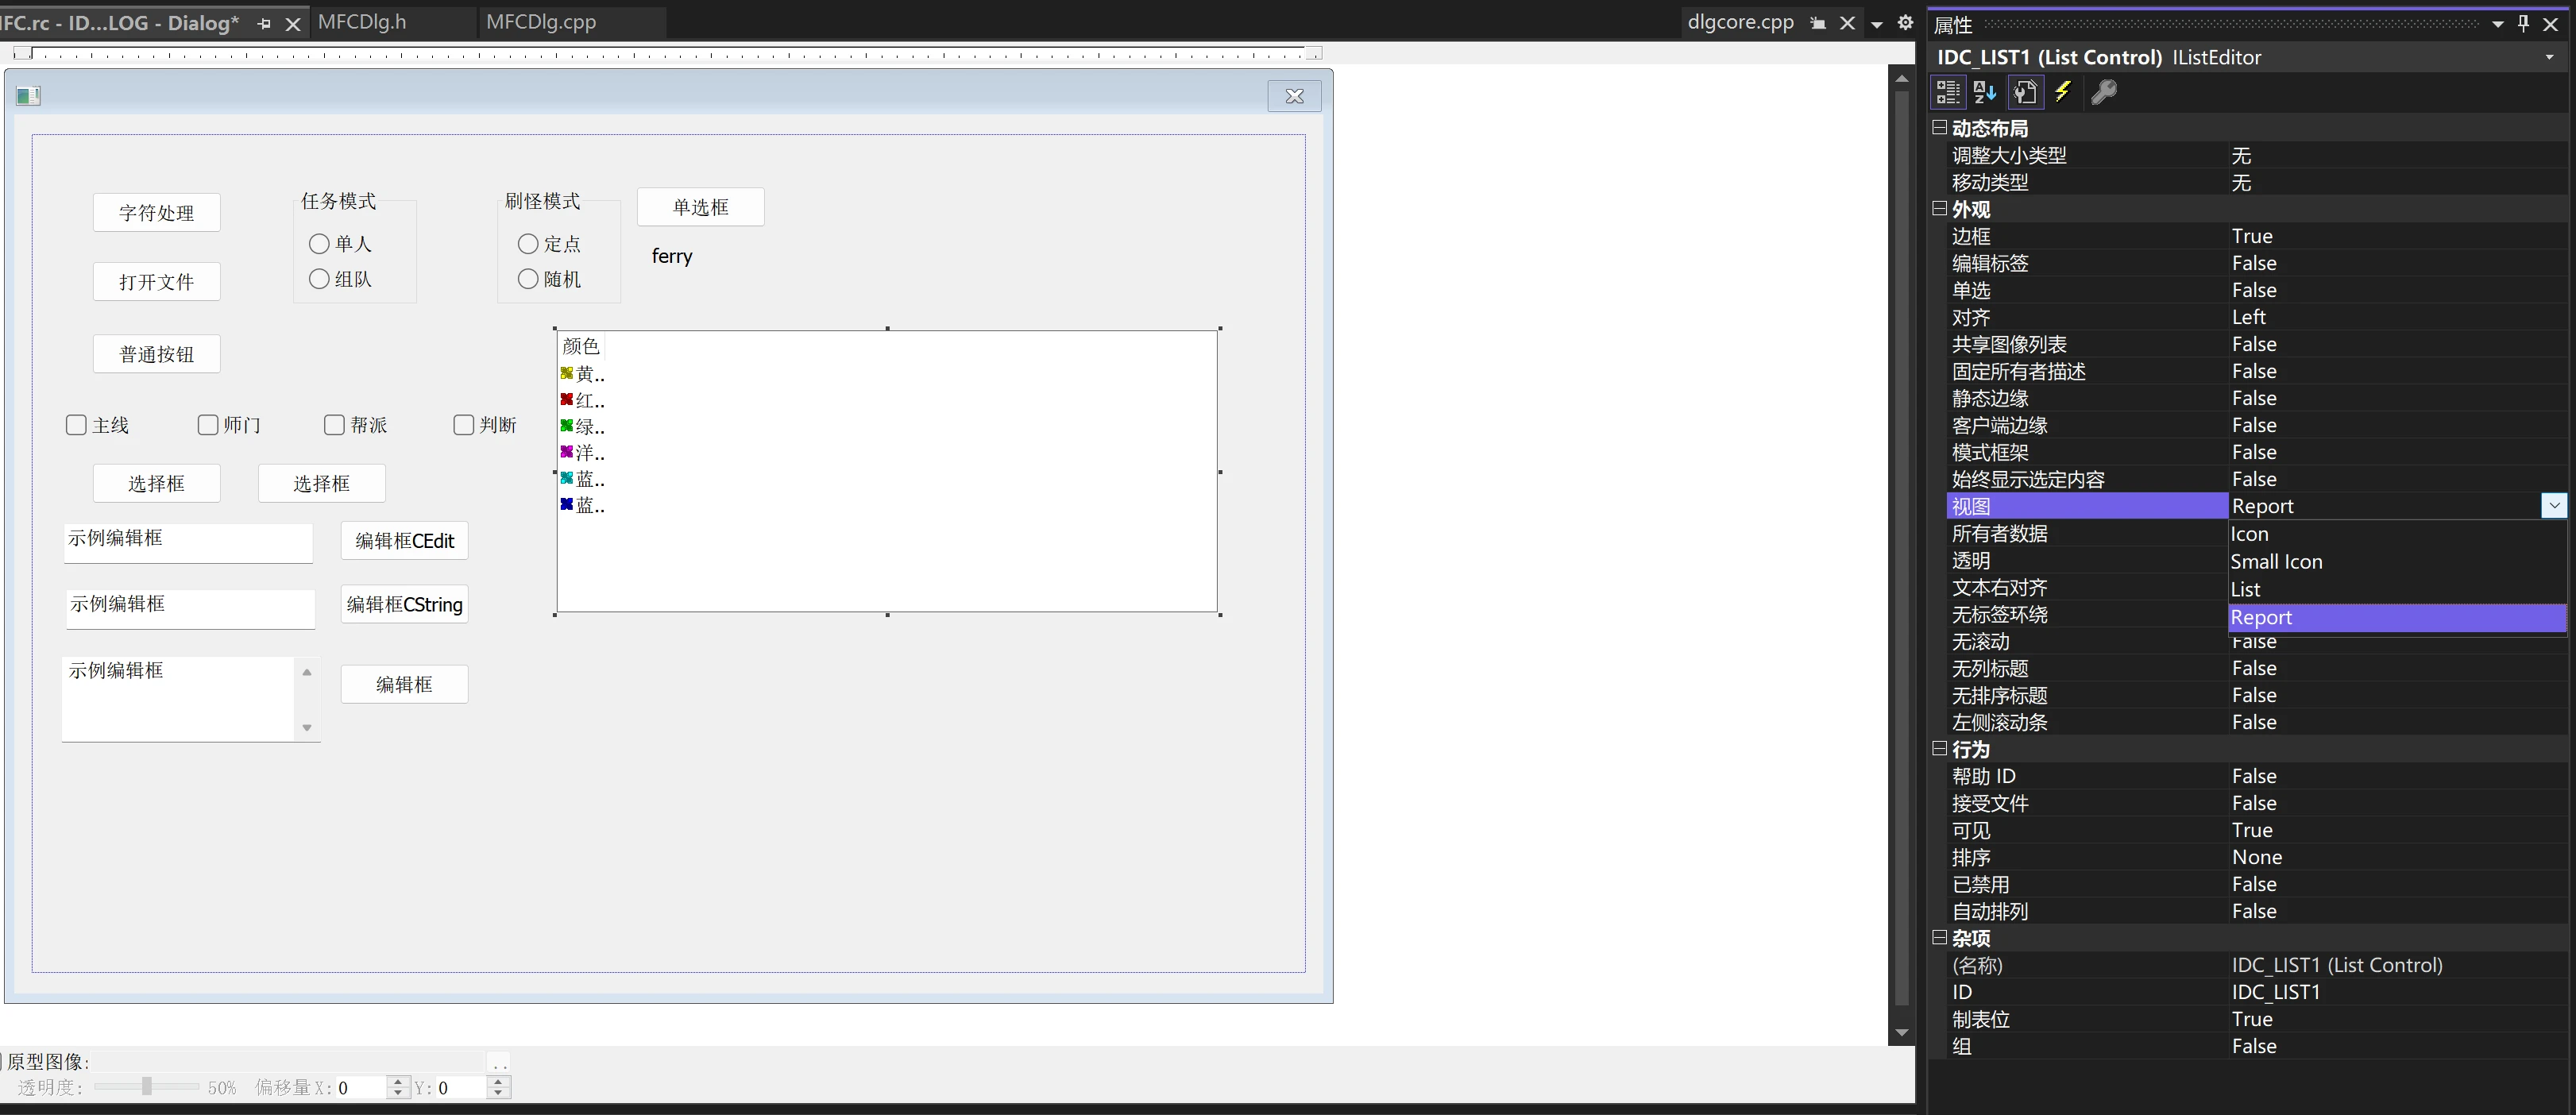 IFC.rc - ID...LOG - Dialog*
MFCDlg.h
MFCDlg.cpp
dlgcore.cpp
字符处理
任务模式
刷怪模式
单选框
单人
定点
ferry
打开文件
组队
随机
普通按钮
颜色
黄..
红..
绿..
洋..
蓝..
蓝..
主线
师门
帮派
判断
选择框
选择框
示例编辑框
编辑框CEdit
示例编辑框
编辑框CString
示例编辑框
编辑框
原型图像:
..
透明度: 50% 偏移量 X: 0 Y: 0
属性
IDC_LIST1 (List Control) IListEditor
动态布局
调整大小类型 无
移动类型 无
外观
边框 True
编辑标签 False
单选 False
对齐 Left
共享图像列表 False
固定所有者描述 False
静态边缘 False
客户端边缘 False
模式框架 False
始终显示选定内容 False
视图 Report
所有者数据 Icon
透明 Small Icon
文本右对齐 List
无标签环绕 Report
无滚动 False
无列标题 False
无排序标题 False
左侧滚动条 False
行为
帮助 ID False
接受文件 False
可见 True
排序 None
已禁用 False
自动排列 False
杂项
(名称) IDC_LIST1 (List Control)
ID IDC_LIST1
制表位 True
组 False